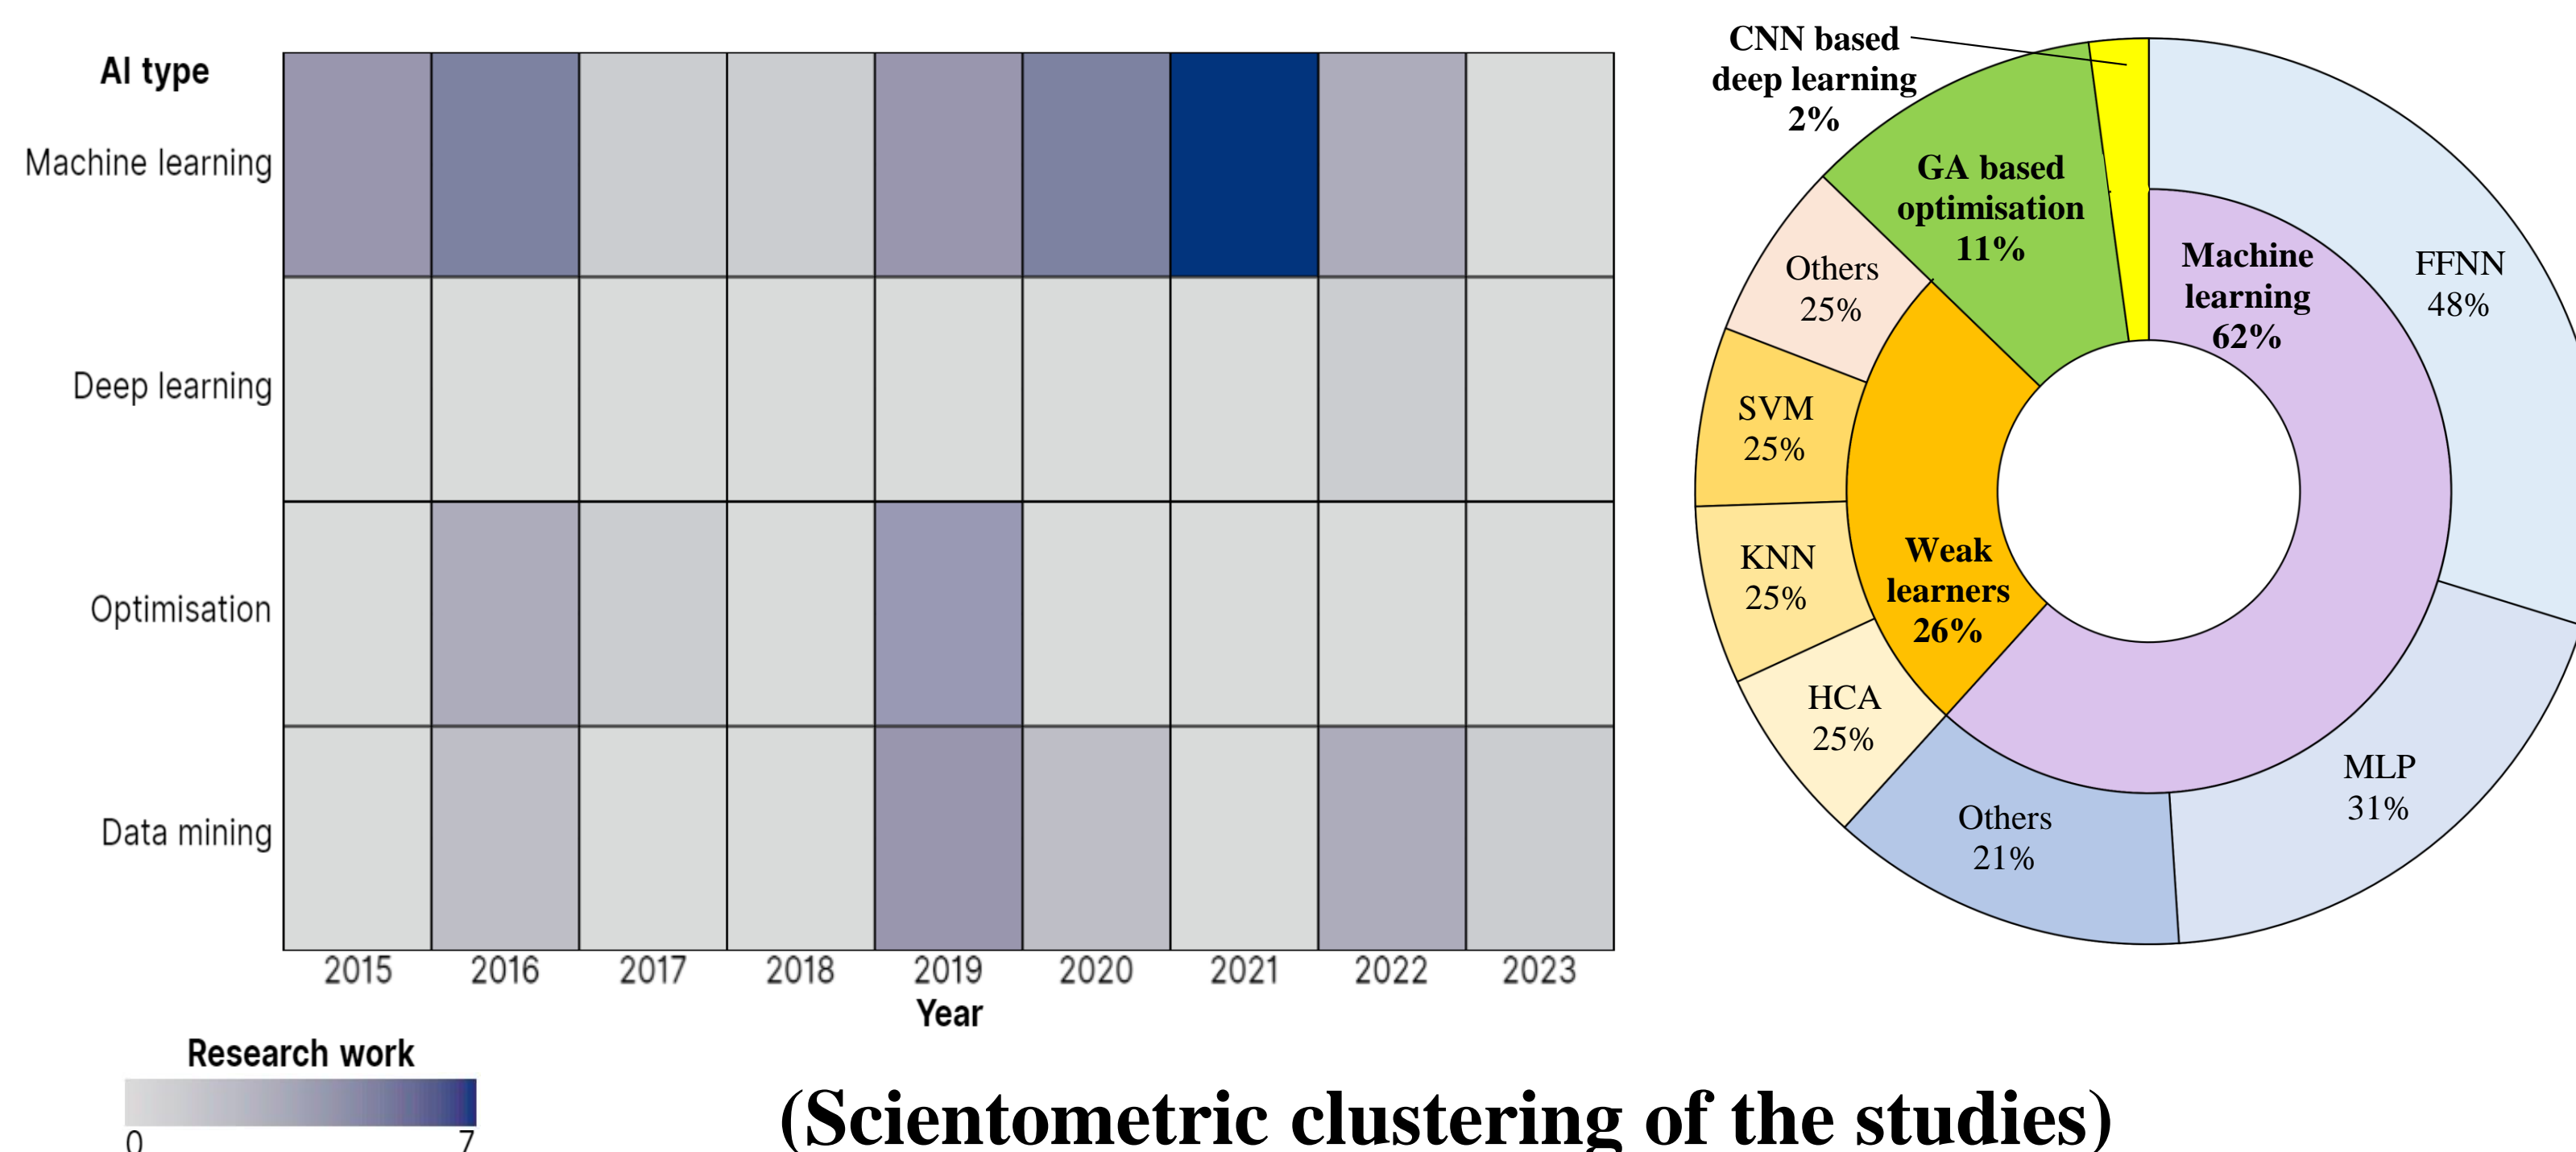 AI type
Machine learning
Deep learning
Optimisation
Data mining
2015 2016 2017 2018 2019 2020 2021 2022 2023
Year
Research work
0 7
CNN based
deep learning
2%
GA based
optimisation
11%
Machine
learning
62%
FFNN
48%
Others
25%
SVM
25%
KNN
25%
Weak
learners
26%
HCA
25%
MLP
31%
Others
21%
(Scientometric clustering of the studies)